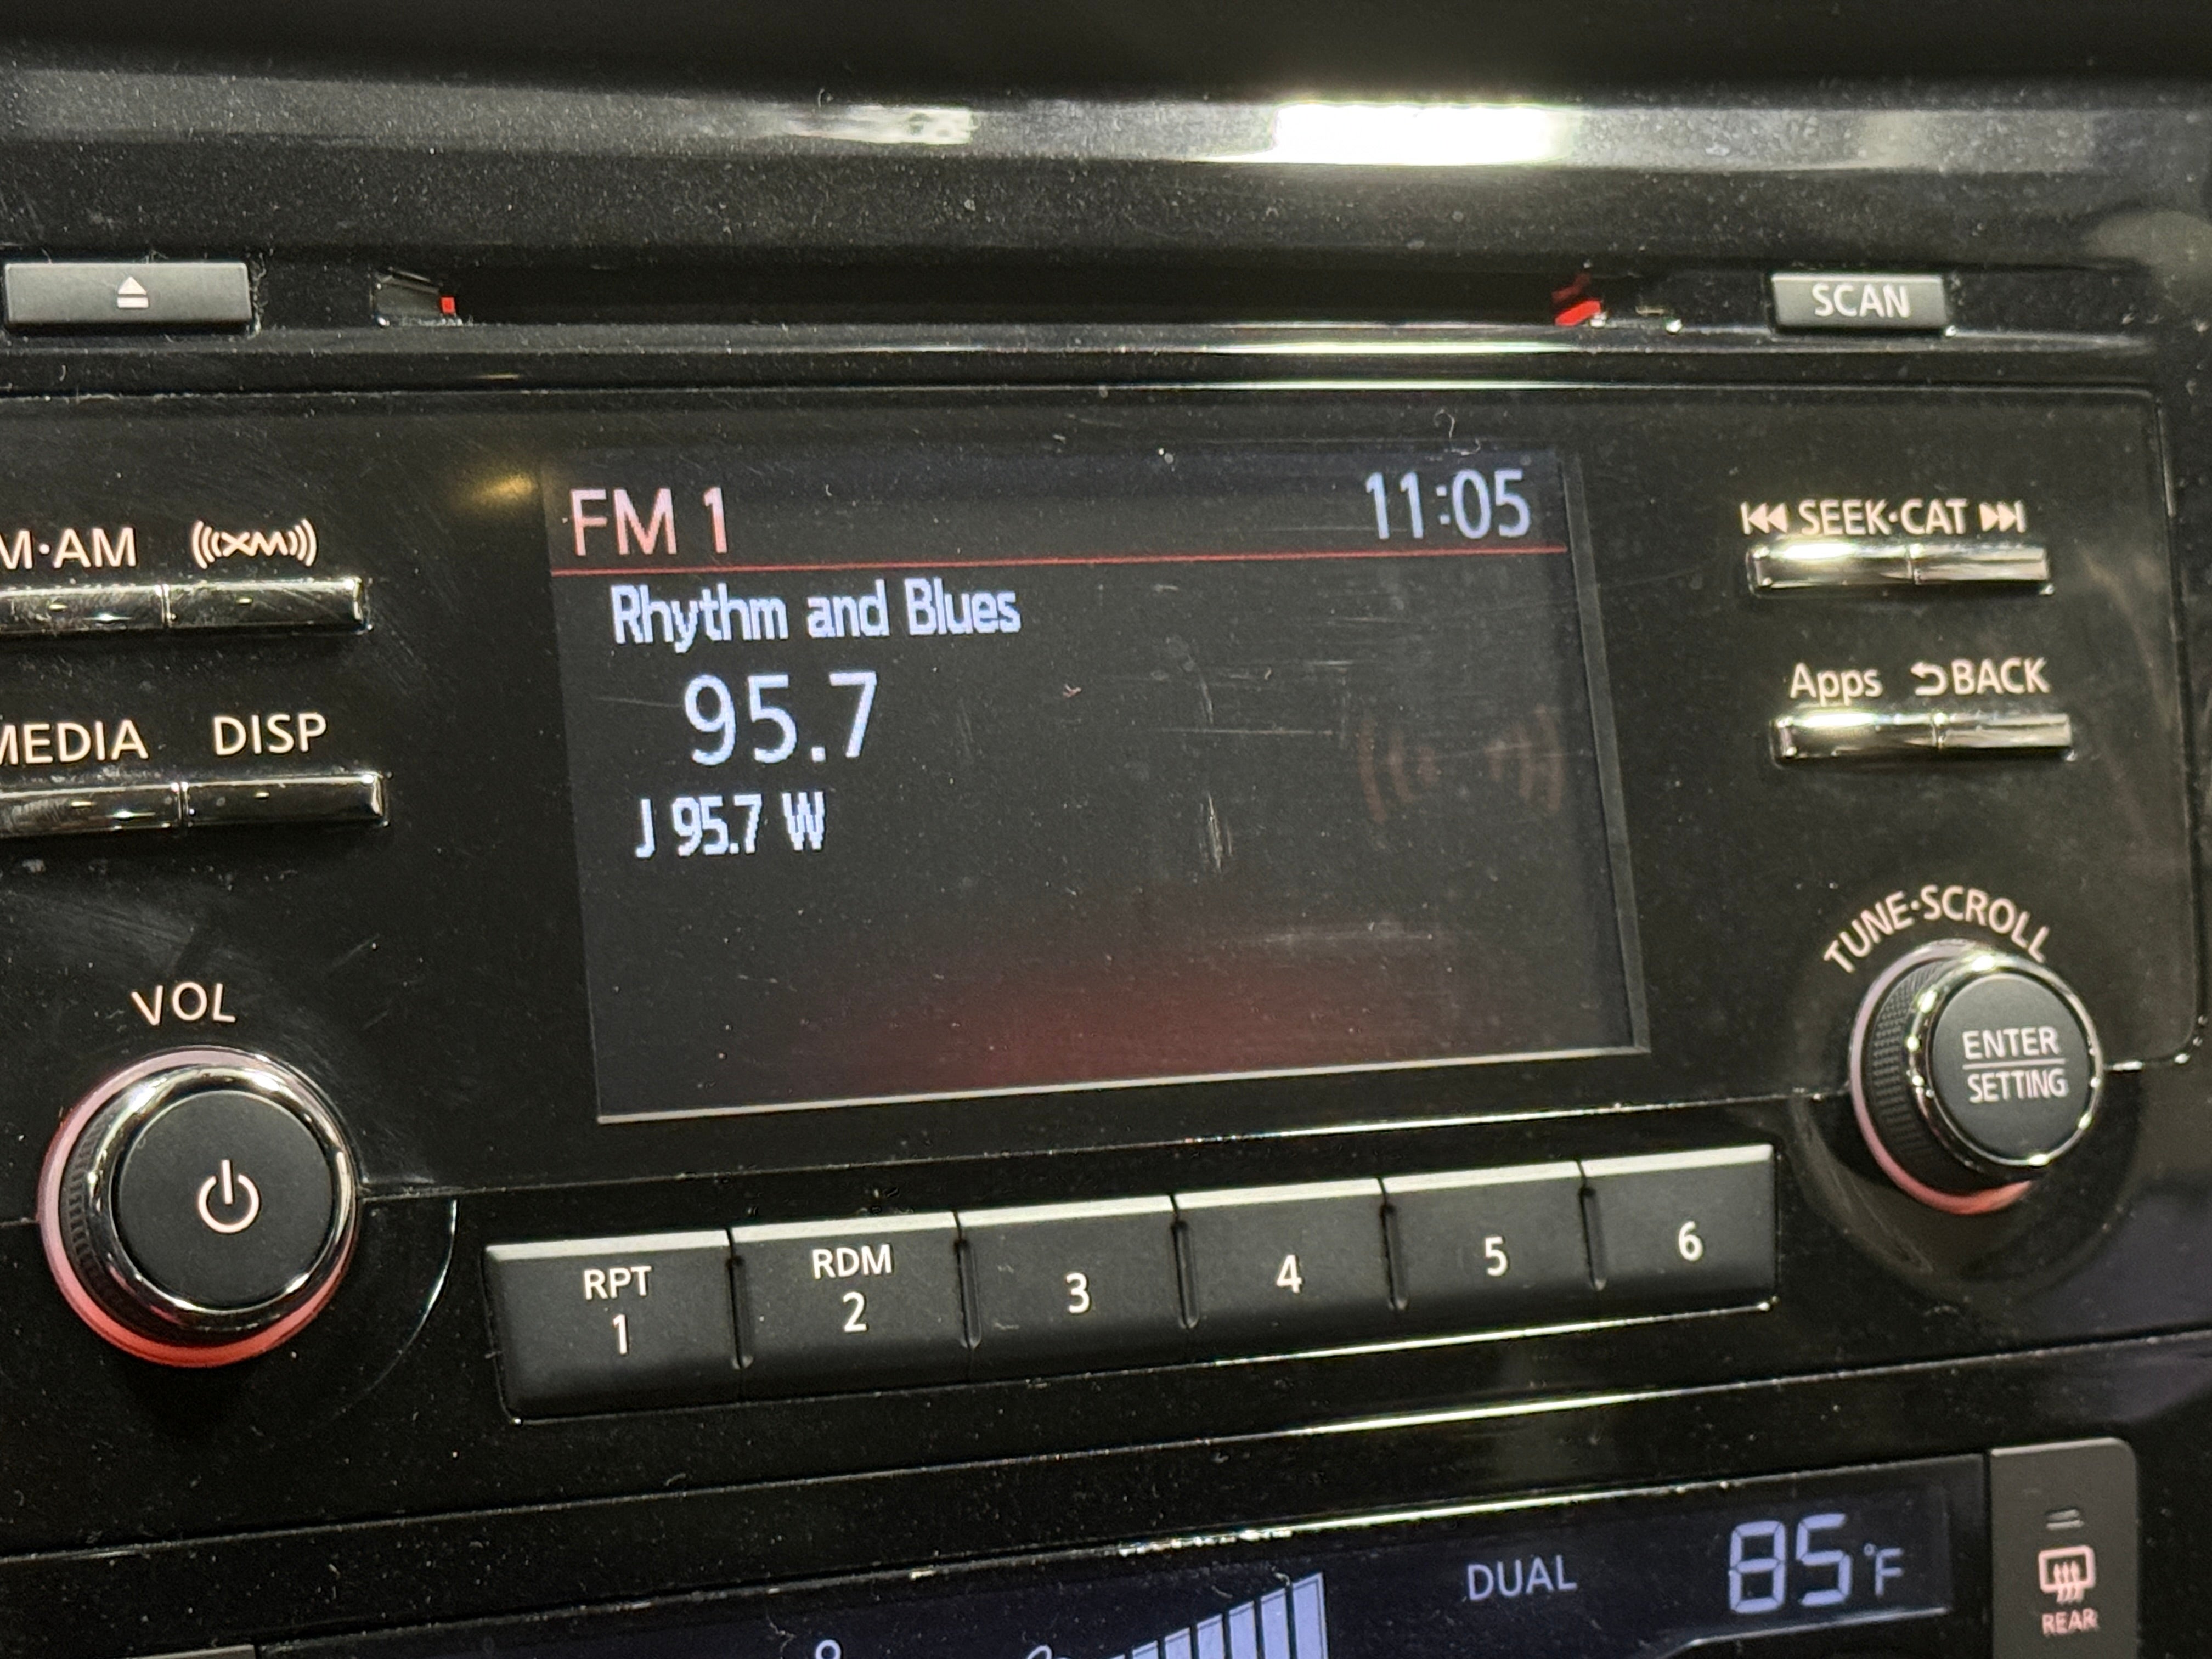 SCAN
FM 1 11:05
M·AM XM
SEEK·CAT
Rhythm and Blues
95.7
Apps BACK
MEDIA DISP
J 95.7 W
TUNE·SCROLL
VOL
ENTER
SETTING
RPT
1
RDM
2
3
4
5
6
DUAL 85°F
REAR